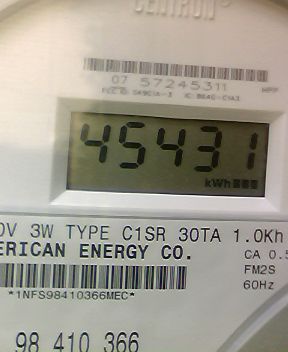 CENTRON
07 57245311
45431
kWh
0V 3W TYPE C1SR 30TA 1.0Kh
ERICAN ENERGY CO.
CA 0.5
FM2S
*1NFS98410366MEC*
60Hz
98 410 366